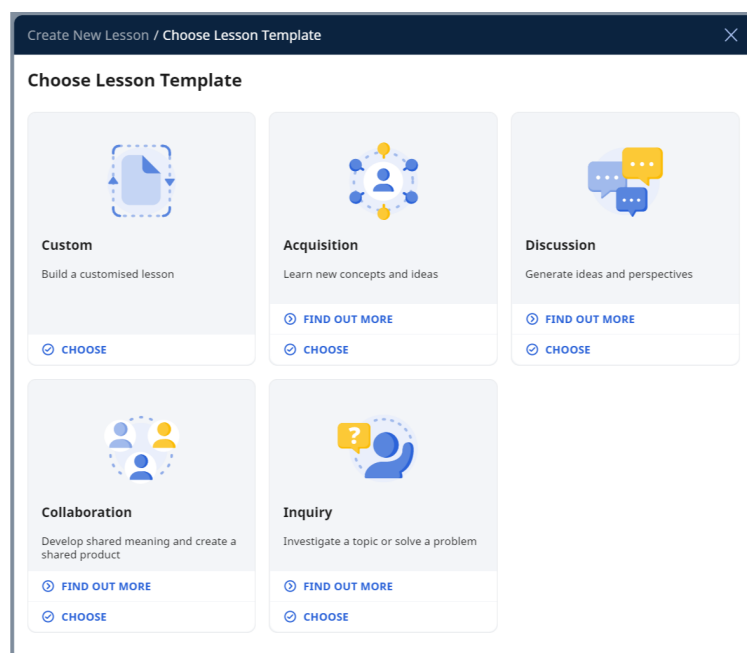 Create New Lesson / Choose Lesson Template
Choose Lesson Template
Custom
Build a customised lesson
CHOOSE
Acquisition
Learn new concepts and ideas
FIND OUT MORE
CHOOSE
Discussion
Generate ideas and perspectives
FIND OUT MORE
CHOOSE
Collaboration
Develop shared meaning and create a
shared product
FIND OUT MORE
CHOOSE
?
Inquiry
Investigate a topic or solve a problem
FIND OUT MORE
CHOOSE